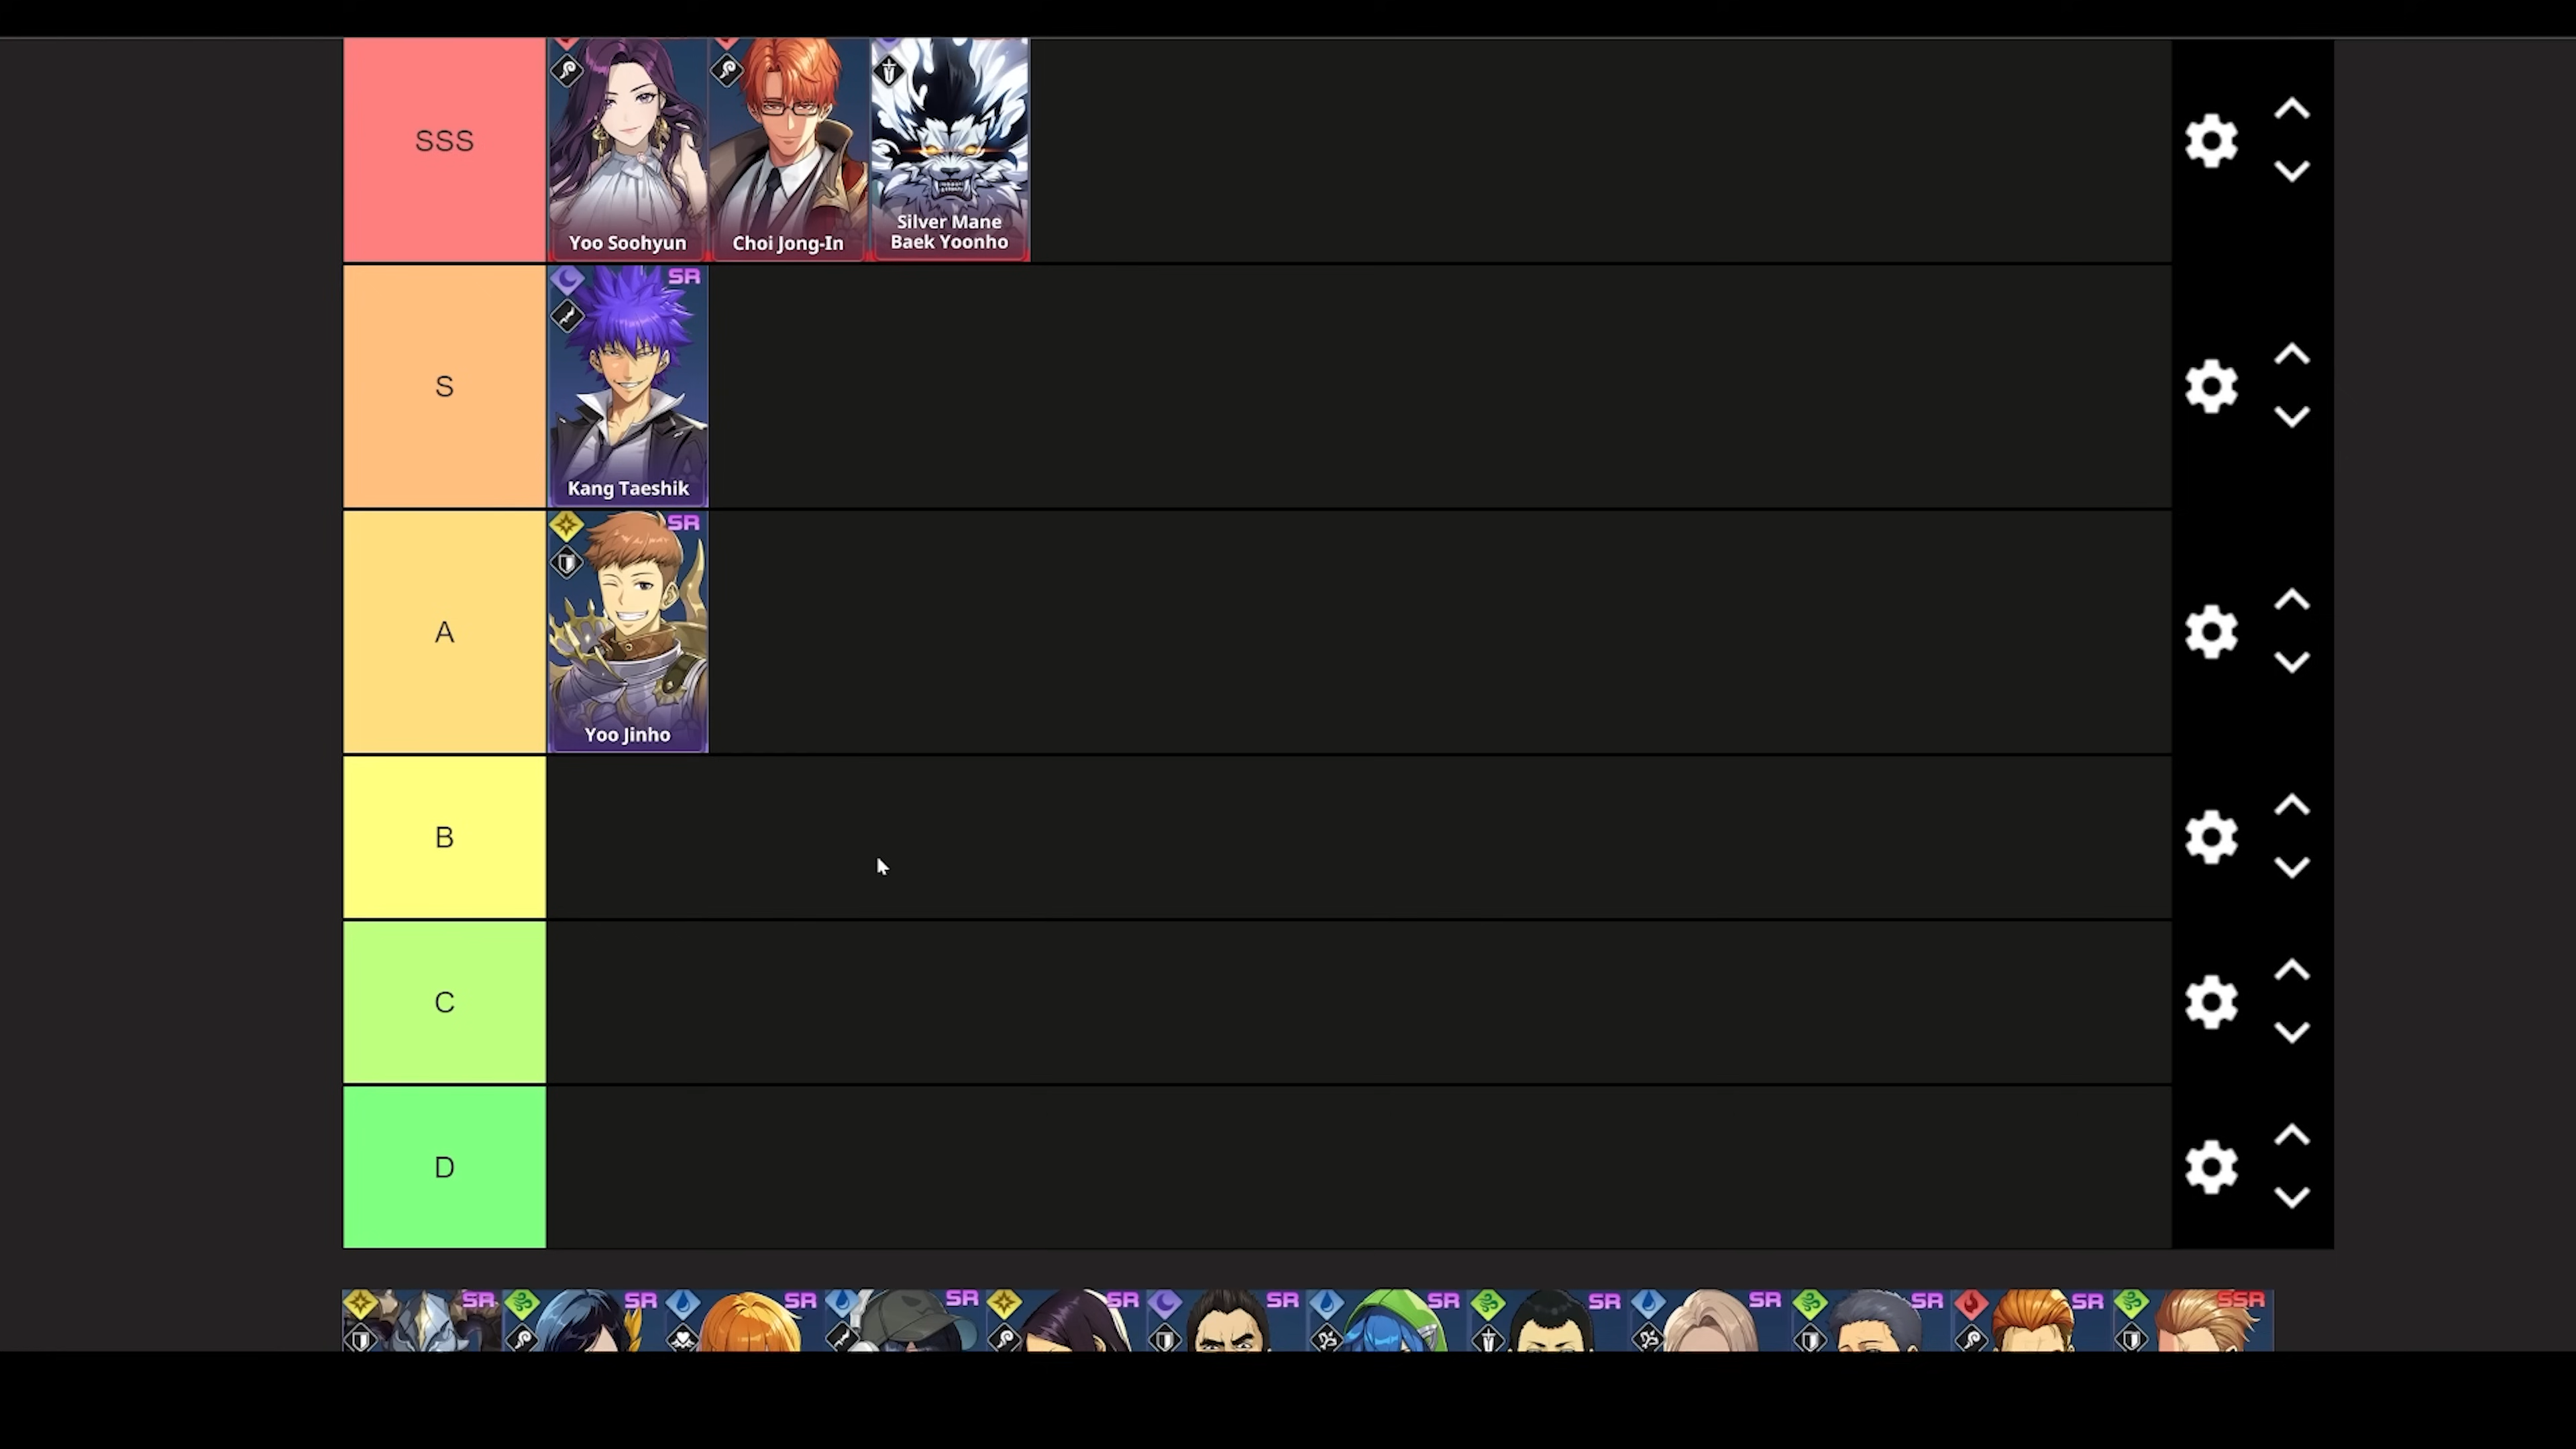 SSS
Yoo Soohyun
Choi Jong-In
Silver Mane
Baek Yoonho
S
SR
Kang Taeshik
A
SR
Yoo Jinho
B
C
D
SR SR SR SR SR SR SR SR SR SR SR SSR